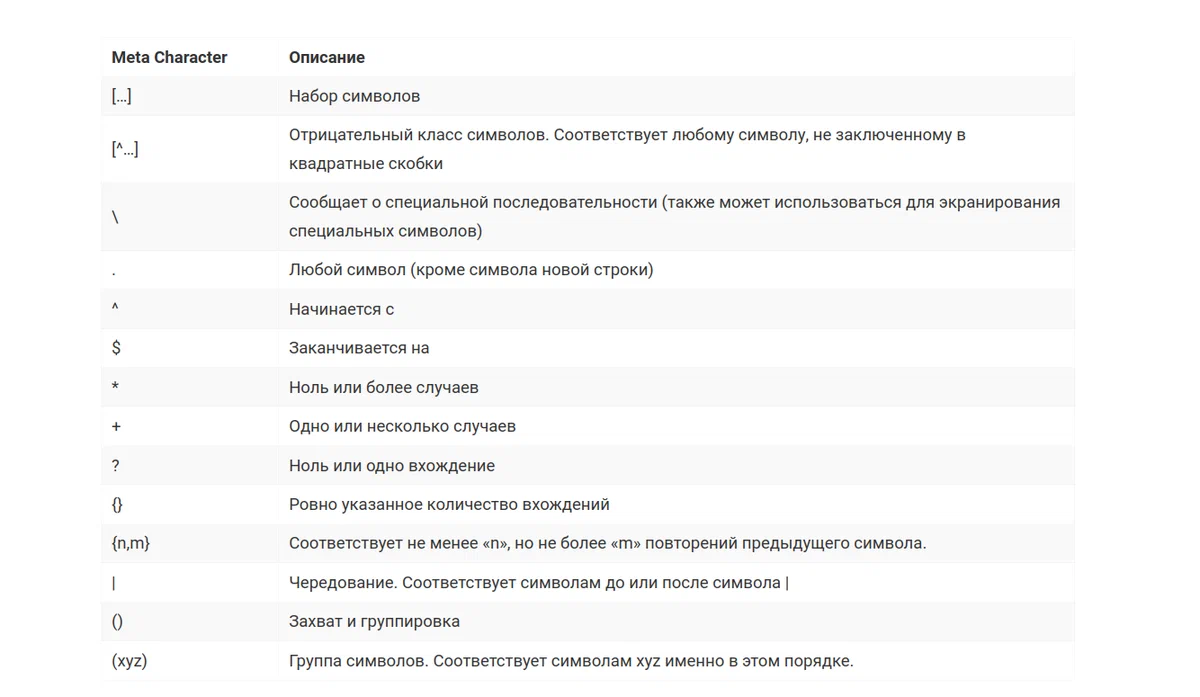 Meta Character Описание
[…] Набор символов
[^…] Отрицательный класс символов. Соответствует любому символу, не заключенному в
квадратные скобки
\ Сообщает о специальной последовательности (также может использоваться для экранирования
специальных символов)
. Любой символ (кроме символа новой строки)
^ Начинается с
$ Заканчивается на
* Ноль или более случаев
+ Одно или несколько случаев
? Ноль или одно вхождение
{} Ровно указанное количество вхождений
{n,m} Соответствует не менее «n», но не более «m» повторений предыдущего символа.
| Чередование. Соответствует символам до или после символа |
() Захват и группировка
(xyz) Группа символов. Соответствует символам xyz именно в этом порядке.